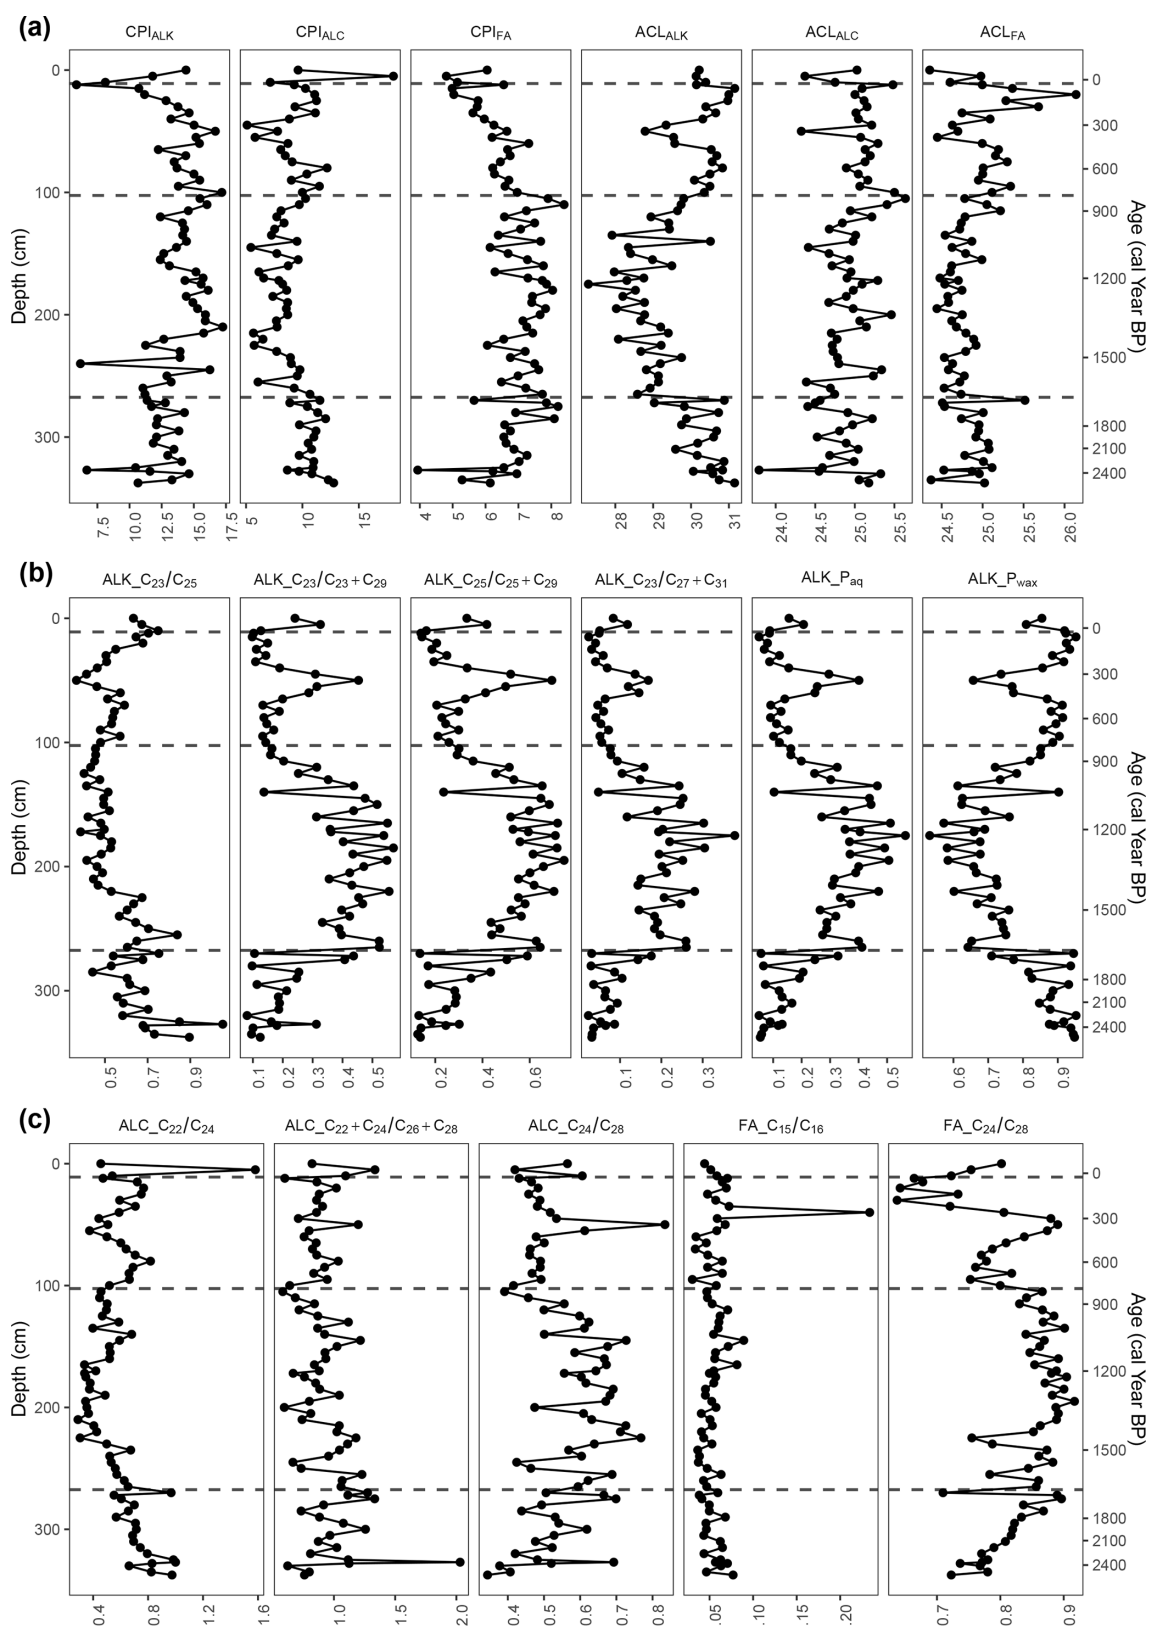 (a)
CPI_ALK CPI_ALC CPI_FA ACL_ALK ACL_ALC ACL_FA
Depth (cm)
0
100
200
300
Age (cal Year BP)
0
300
600
900
1200
1500
1800
2100
2400
7.5 10.0 12.5 15.0 17.5 5 10 15 4 5 6 7 8 28 29 30 31 24.0 24.5 25.0 25.5 24.5 25.0 25.5 26.0
(b)
ALK_C23/C25 ALK_C23/C23+C29 ALK_C25/C25+C29 ALK_C23/C27+C31 ALK_Paq ALK_Pwax
Depth (cm)
0
100
200
300
Age (cal Year BP)
0
300
600
900
1200
1500
1800
2100
2400
0.5 0.7 0.9 0.1 0.2 0.3 0.4 0.5 0.2 0.4 0.6 0.1 0.2 0.3 0.1 0.2 0.3 0.4 0.5 0.6 0.7 0.8 0.9
(c)
ALC_C22/C24 ALC_C22+C24/C26+C28 ALC_C24/C28 FA_C15/C16 FA_C24/C28
Depth (cm)
0
100
200
300
Age (cal Year BP)
0
300
600
900
1200
1500
1800
2100
2400
0.4 0.8 1.2 1.6 1.0 1.5 2.0 0.4 0.5 0.6 0.7 0.8 .05 0.10 0.15 0.20 0.7 0.8 0.9